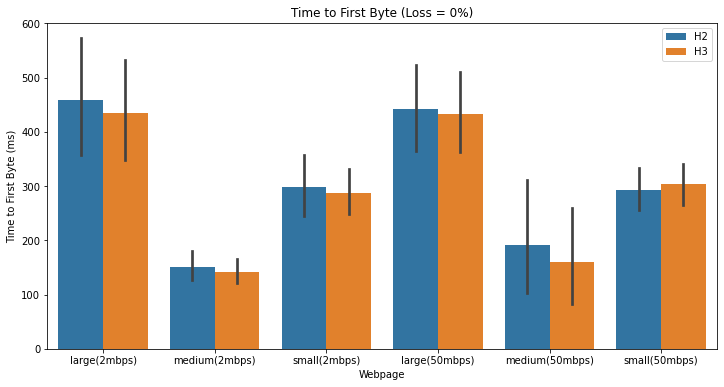 Time to First Byte (Loss = 0%)
H2
H3
Time to First Byte (ms)
600
500
400
300
200
100
0
large(2mbps)
medium(2mbps)
small(2mbps)
large(50mbps)
medium(50mbps)
small(50mbps)
Webpage